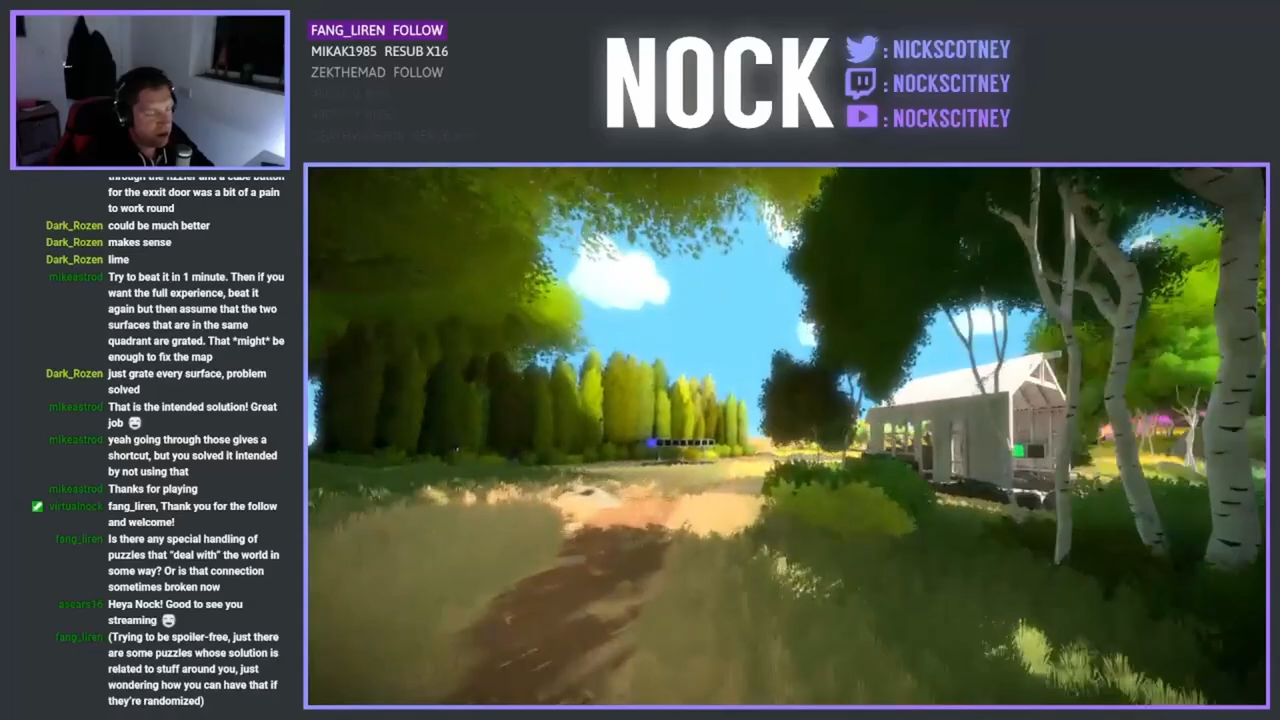 FANG_LIREN FOLLOW
MIKAK1985 RESUB X16
ZEKTHEMAD FOLLOW
NOCK
: NICKSCOTNEY
: NOCKSCITNEY
: NOCKSCITNEY
for the exxit door was a bit of a pain
to work round
Dark_Rozen could be much better
Dark_Rozen makes sense
Dark_Rozen lime
mikeastrod Try to beat it in 1 minute. Then if you
want the full experience, beat it
again but then assume that the two
surfaces that are in the same
quadrant are grated. That *might* be
enough to fix the map
Dark_Rozen just grate every surface, problem
solved
mikeastrod That is the intended solution! Great
job
mikeastrod yeah going through those gives a
shortcut, but you solved it intended
by not using that
mikeastrod Thanks for playing
virtualnock fang_liren, Thank you for the follow
and welcome!
fang_liren Is there any special handling of
puzzles that "deal with" the world in
some way? Or is that connection
sometimes broken now
asears16 Heya Nock! Good to see you
streaming
fang_liren (Trying to be spoiler-free, just there
are some puzzles whose solution is
related to stuff around you, just
wondering how you can have that if
they're randomized)